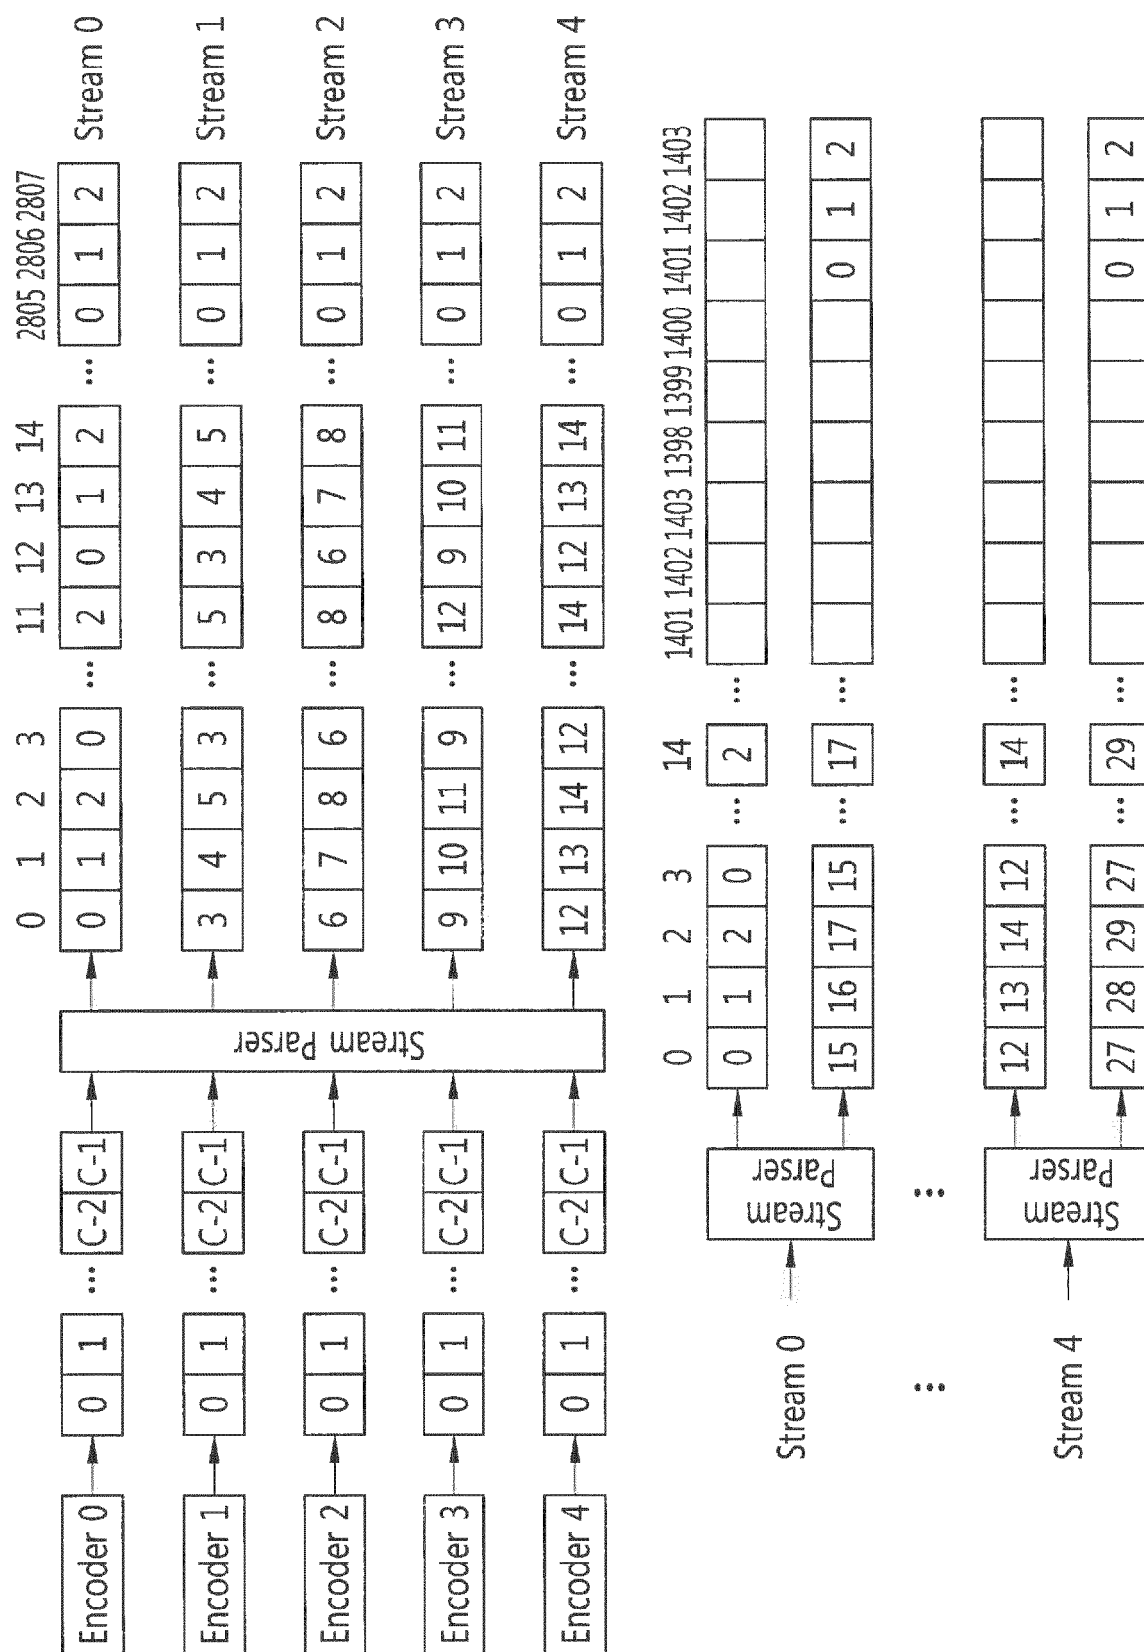 0 1 2 3 11 12 13 14 2805 2806 2807
Encoder 0 0 1 ... C-2 C-1 0 1 2 0 ... 2 0 1 2 ... 0 1 2 Stream 0
Encoder 1 0 1 ... C-2 C-1 3 4 5 3 ... 5 3 4 5 ... 0 1 2 Stream 1
Encoder 2 0 1 ... C-2 C-1 6 7 8 6 ... 8 6 7 8 ... 0 1 2 Stream 2
Encoder 3 0 1 ... C-2 C-1 9 10 11 9 ... 12 9 10 11 ... 0 1 2 Stream 3
Encoder 4 0 1 ... C-2 C-1 12 13 14 12 ... 14 12 13 14 ... 0 1 2 Stream 4
Stream Parser
0 1 2 3 14 1401 1402 1403 1398 1399 1400 1401 1402 1403
0 1 2 0 ... 2 ...
Stream 0
Stream
Parser
15 16 17 15 ... 17 ... 0 1 2
... ...
12 13 14 12 ... 14 ...
Stream 4
Stream
Parser
27 28 29 27 ... 29 ... 0 1 2